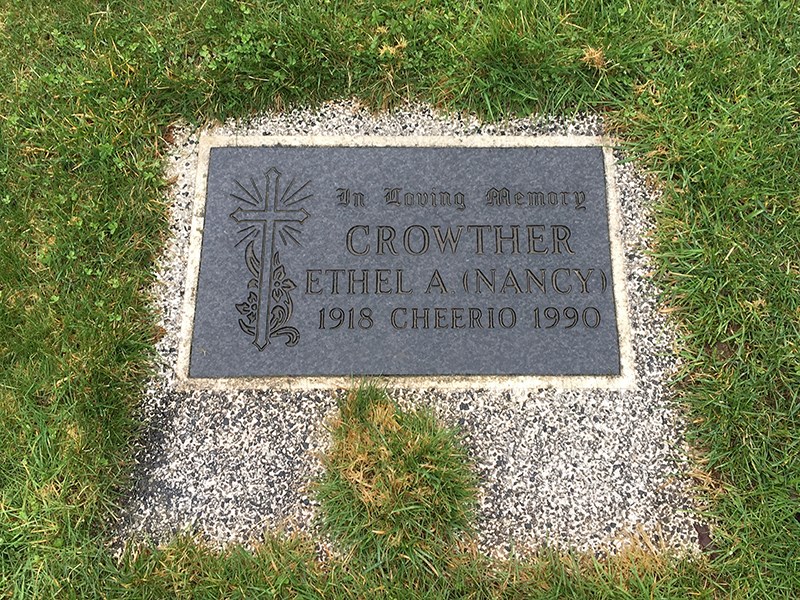 In Loving Memory
CROWTHER
ETHEL A (NANCY)
1918 CHEERIO 1990